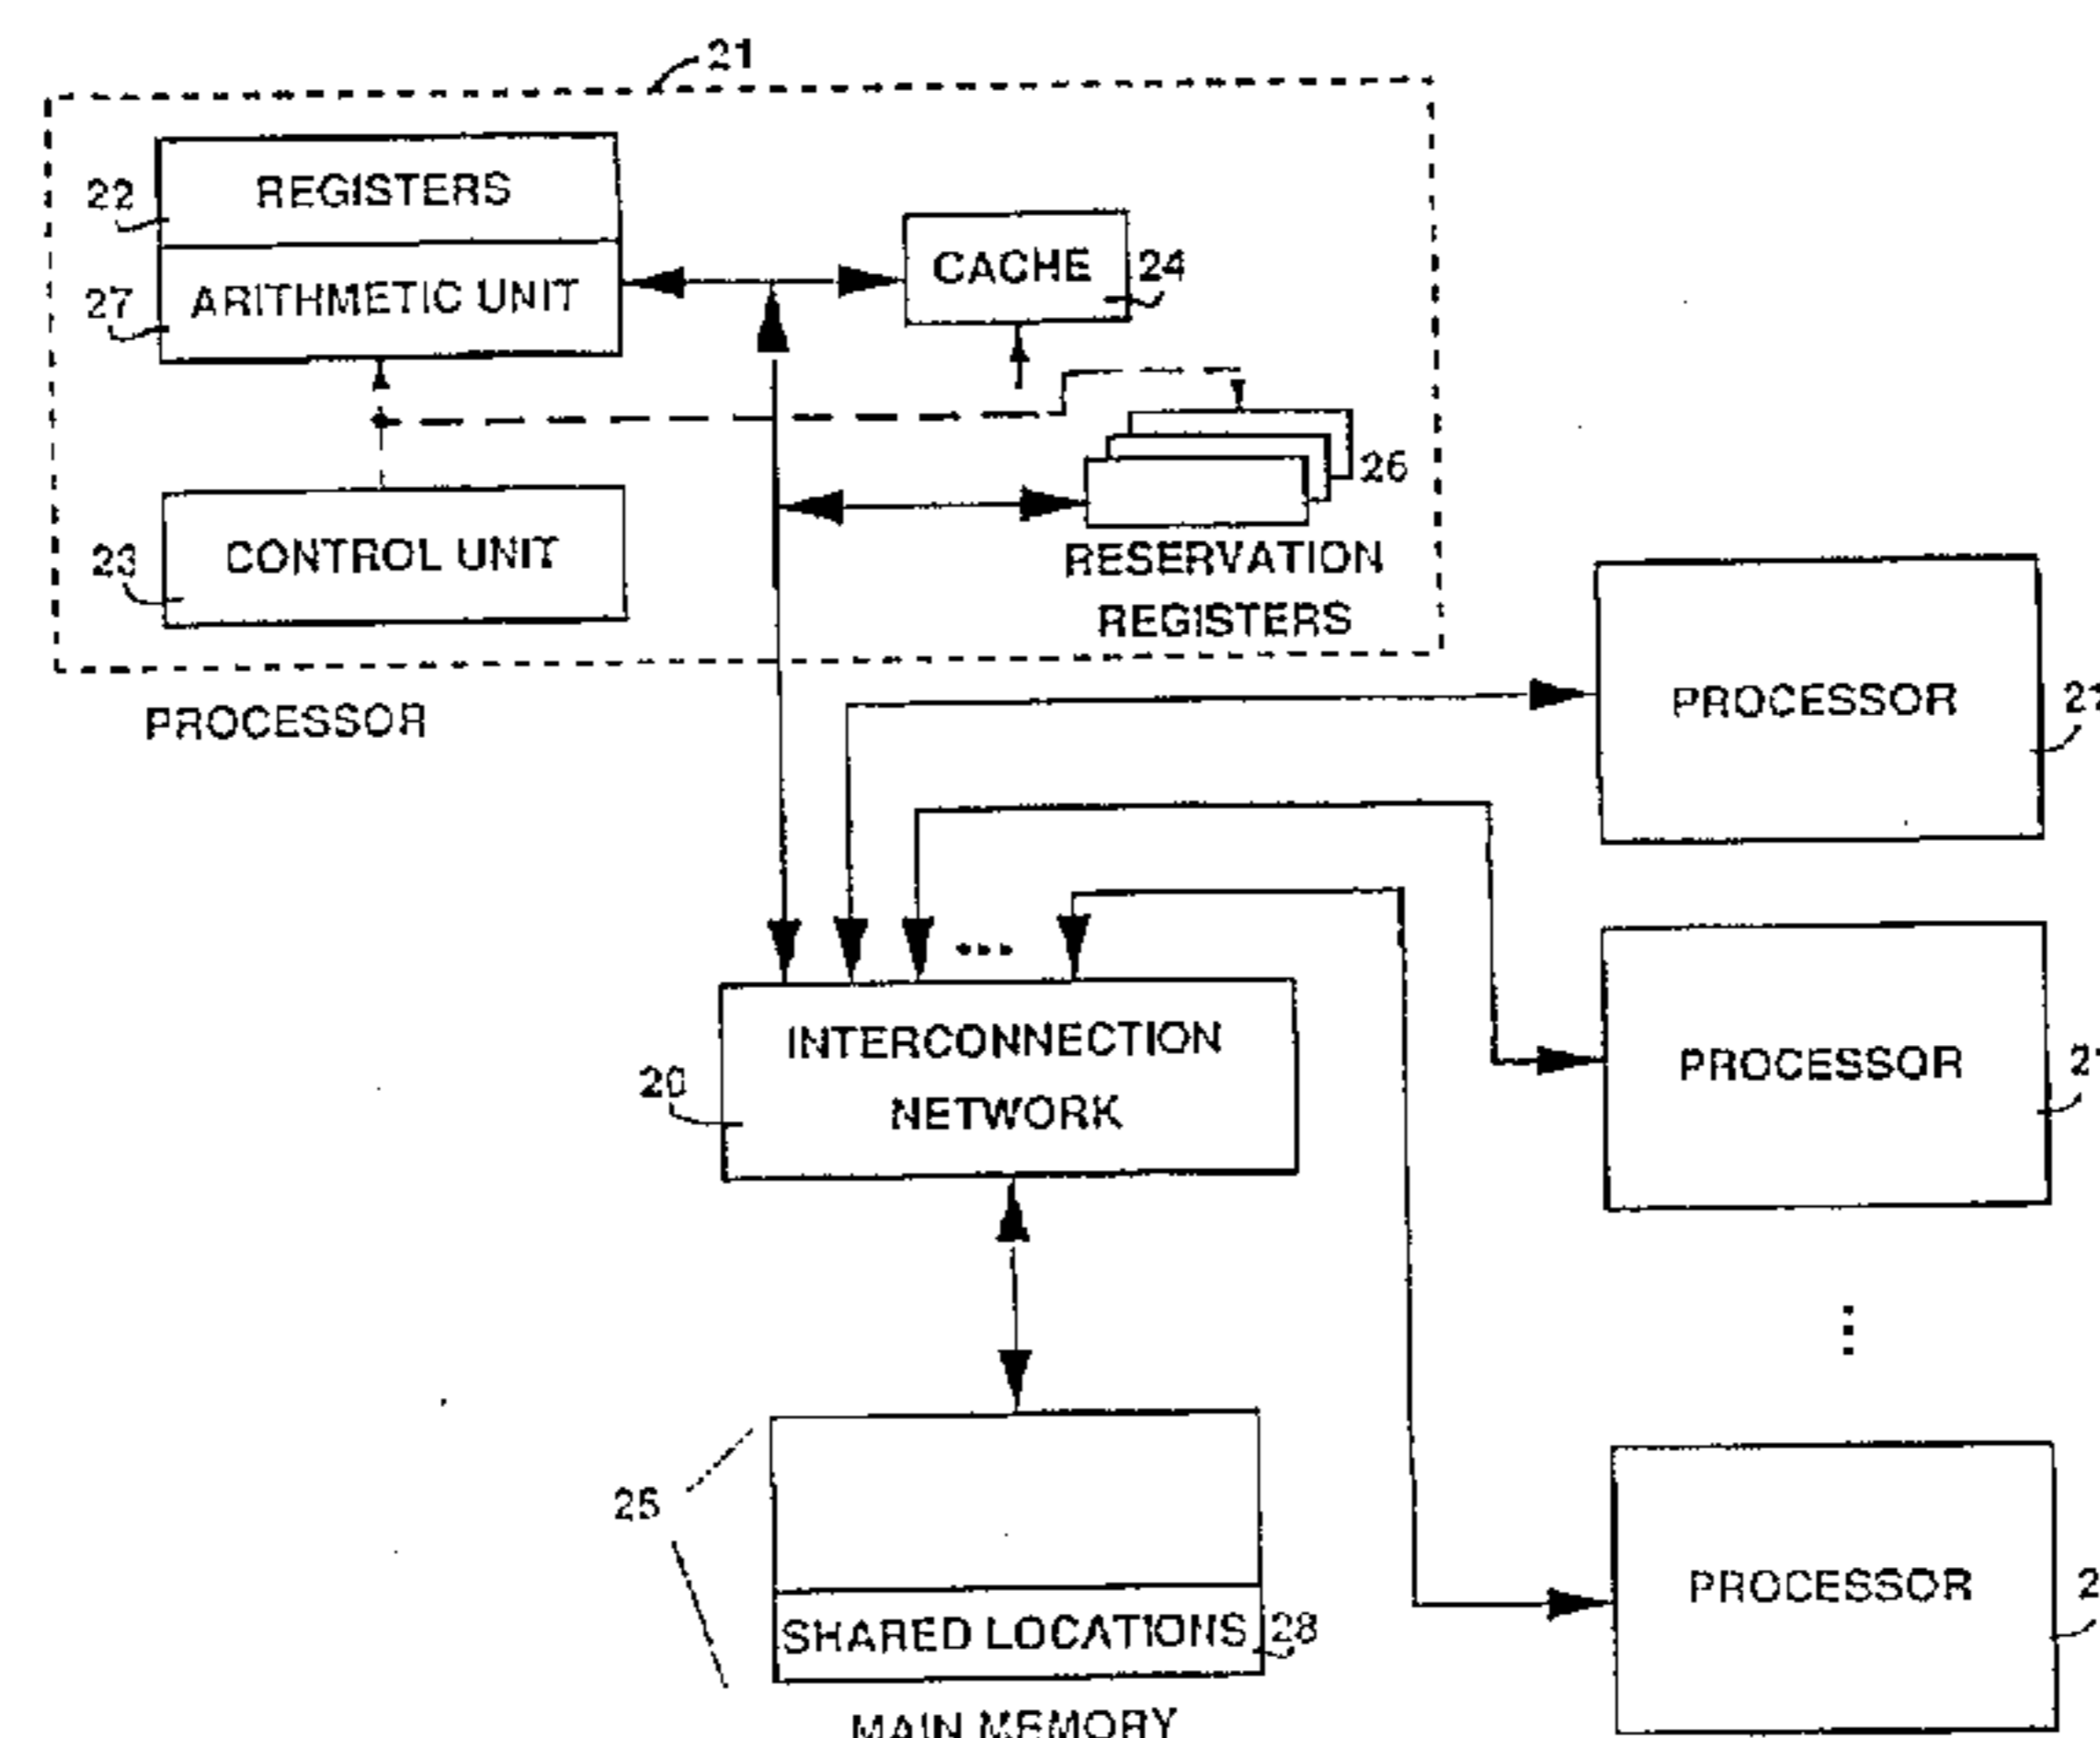 21
22
REGISTERS
27
ARITHMETIC UNIT
CACHE
24
26
23
CONTROL UNIT
RESERVATION
REGISTERS
PROCESSOR
PROCESSOR
...
INTERCONNECTION
NETWORK
20
PROCESSOR
25
PROCESSOR
SHARED LOCATIONS
28
MAIN MEMORY